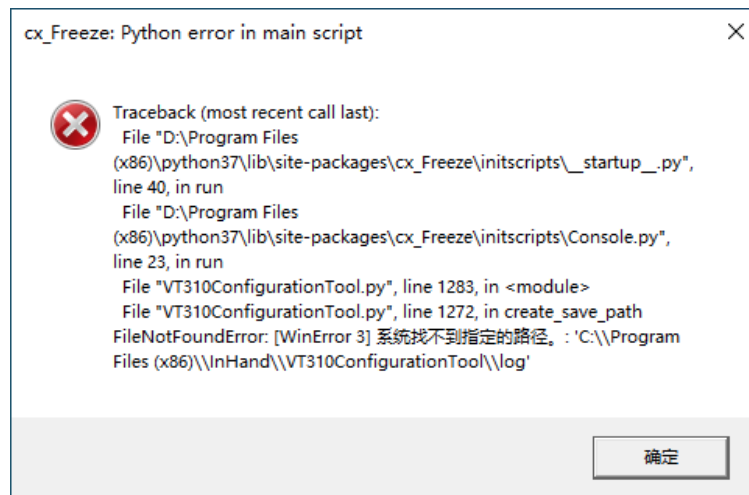 cx_Freeze: Python error in main script
Traceback (most recent call last):
File "D:\Program Files
(x86)\python37\lib\site-packages\cx_Freeze\initscripts\__startup__.py",
line 40, in run
File "D:\Program Files
(x86)\python37\lib\site-packages\cx_Freeze\initscripts\Console.py",
line 23, in run
File "VT310ConfigurationTool.py", line 1283, in <module>
File "VT310ConfigurationTool.py", line 1272, in create_save_path
FileNotFoundError: [WinError 3] 系统找不到指定的路径。: 'C:\\Program
Files (x86)\\InHand\\VT310ConfigurationTool\\log'
确定